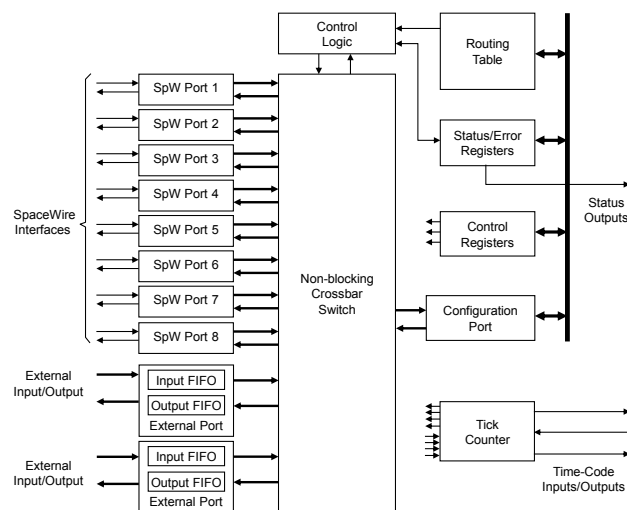 Control
Logic
Routing
Table
SpW Port 1
SpW Port 2
SpW Port 3
SpW Port 4
SpW Port 5
SpW Port 6
SpW Port 7
SpW Port 8
SpaceWire
Interfaces
Status/Error
Registers
Status
Outputs
Control
Registers
Non-blocking
Crossbar
Switch
Configuration
Port
External
Input/Output
Input FIFO
Output FIFO
External Port
External
Input/Output
Input FIFO
Output FIFO
External Port
Tick
Counter
Time-Code
Inputs/Outputs